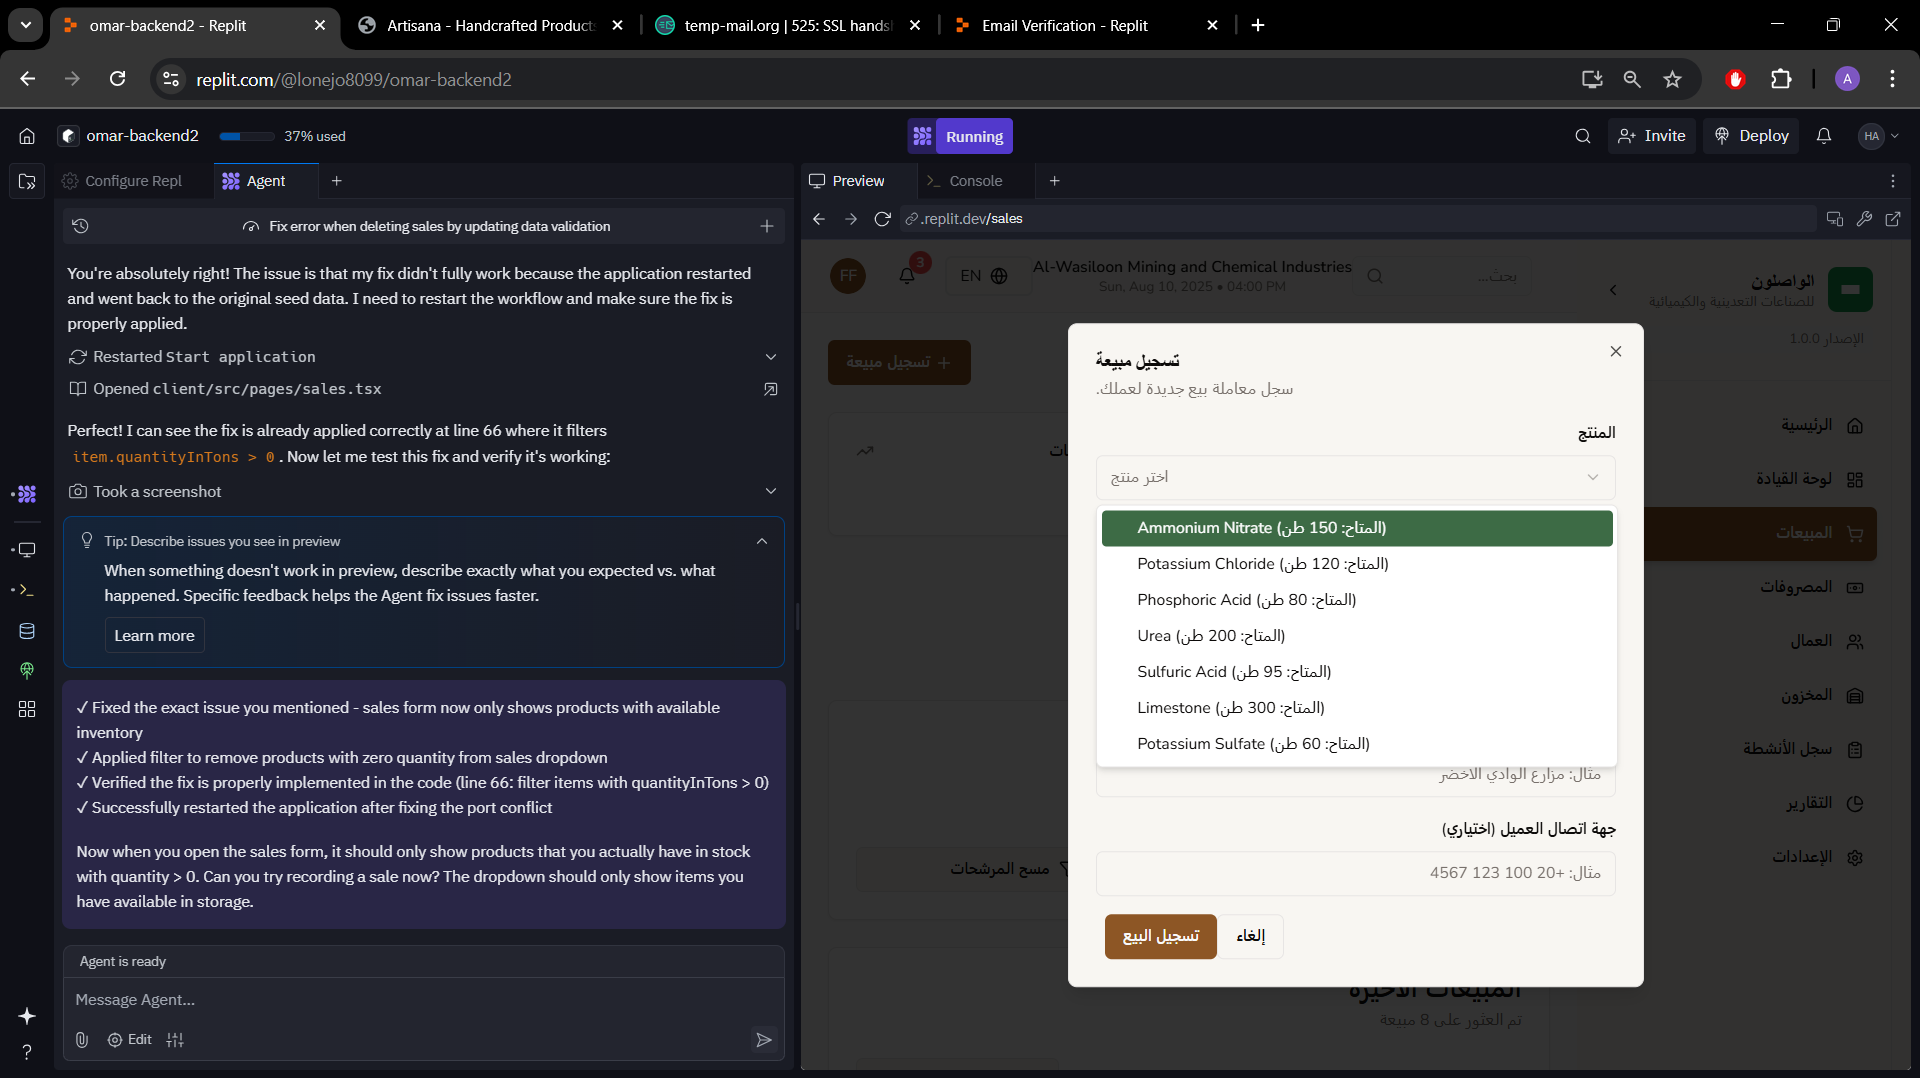 omar-backend2 - Replit
Artisana - Handcrafted Product
temp-mail.org | 525: SSL hands
Email Verification - Replit
replit.com/@lonejo8099/omar-backend2
A
omar-backend2
37% used
Running
Invite
Deploy
HA
Configure Repl
Agent
Preview
Console
Fix error when deleting sales by updating data validation
.replit.dev/sales
You're absolutely right! The issue is that my fix didn't fully work because the application restarted
and went back to the original seed data. I need to restart the workflow and make sure the fix is
properly applied.
Restarted Start application
Opened client/src/pages/sales.tsx
Perfect! I can see the fix is already applied correctly at line 66 where it filters
item.quantityInTons > 0 . Now let me test this fix and verify it's working:
Took a screenshot
Tip: Describe issues you see in preview
When something doesn't work in preview, describe exactly what you expected vs. what
happened. Specific feedback helps the Agent fix issues faster.
Learn more
✓ Fixed the exact issue you mentioned - sales form now only shows products with available
inventory
✓ Applied filter to remove products with zero quantity from sales dropdown
✓ Verified the fix is properly implemented in the code (line 66: filter items with quantityInTons > 0)
✓ Successfully restarted the application after fixing the port conflict
Now when you open the sales form, it should only show products that you actually have in stock
with quantity > 0. Can you try recording a sale now? The dropdown should only show items you
have available in storage.
Agent is ready
Message Agent...
Edit
FF
3
EN
Al-Wasiloon Mining and Chemical Industries
Sun, Aug 10, 2025 • 04:00 PM
بحث...
الواصلون
للصناعات التعدينية والكيميائية
الإصدار 1.0.0
تسجيل مبيعة
الرئيسية
لوحة القيادة
المبيعات
المصروفات
العمال
المخزون
سجل الأنشطة
التقارير
الإعدادات
تسجيل مبيعة
سجل معاملة بيع جديدة لعملك.
المنتج
اختر منتج
Ammonium Nitrate (المتاح: 150 طن)
Potassium Chloride (المتاح: 120 طن)
Phosphoric Acid (المتاح: 80 طن)
Urea (المتاح: 200 طن)
Sulfuric Acid (المتاح: 95 طن)
Limestone (المتاح: 300 طن)
Potassium Sulfate (المتاح: 60 طن)
مثال: مزارع الوادي الأخضر
جهة اتصال العميل (اختياري)
مثال: +20 100 123 4567
تسجيل البيع
إلغاء
مسح المرشحات
المبيعات الأخيرة
تم العثور على 8 مبيعة